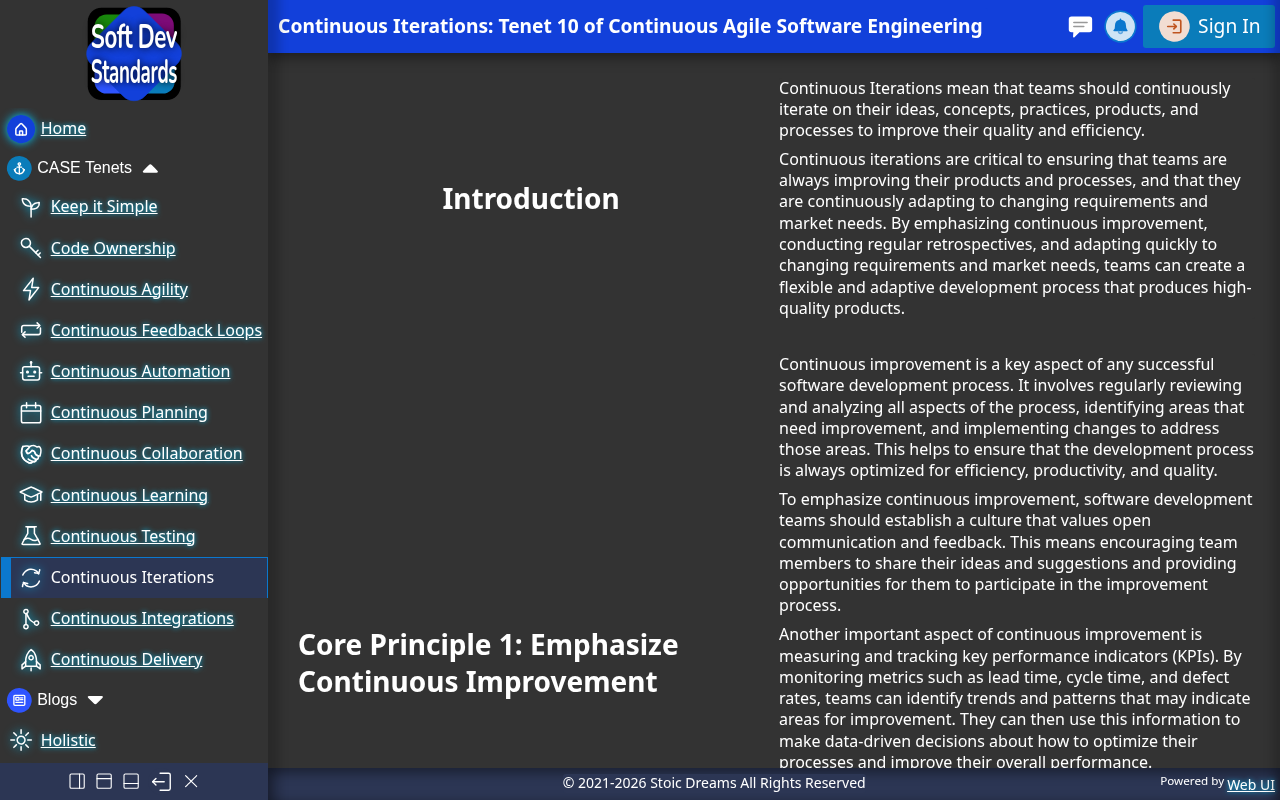 Soft Dev
Standards
Home
CASE Tenets
Keep it Simple
Code Ownership
Continuous Agility
Continuous Feedback Loops
Continuous Automation
Continuous Planning
Continuous Collaboration
Continuous Learning
Continuous Testing
Continuous Iterations
Continuous Integrations
Continuous Delivery
Blogs
Holistic
Continuous Iterations: Tenet 10 of Continuous Agile Software Engineering
Sign In
Introduction
Continuous Iterations mean that teams should continuously
iterate on their ideas, concepts, practices, products, and
processes to improve their quality and efficiency.
Continuous iterations are critical to ensuring that teams are
always improving their products and processes, and that they
are continuously adapting to changing requirements and
market needs. By emphasizing continuous improvement,
conducting regular retrospectives, and adapting quickly to
changing requirements and market needs, teams can create a
flexible and adaptive development process that produces high-
quality products.
Core Principle 1: Emphasize
Continuous Improvement
Continuous improvement is a key aspect of any successful
software development process. It involves regularly reviewing
and analyzing all aspects of the process, identifying areas that
need improvement, and implementing changes to address
those areas. This helps to ensure that the development process
is always optimized for efficiency, productivity, and quality.
To emphasize continuous improvement, software development
teams should establish a culture that values open
communication and feedback. This means encouraging team
members to share their ideas and suggestions and providing
opportunities for them to participate in the improvement
process.
Another important aspect of continuous improvement is
measuring and tracking key performance indicators (KPIs). By
monitoring metrics such as lead time, cycle time, and defect
rates, teams can identify trends and patterns that may indicate
areas for improvement. They can then use this information to
make data-driven decisions about how to optimize their
processes and improve their overall performance.
© 2021-2026 Stoic Dreams All Rights Reserved
Powered by Web UI